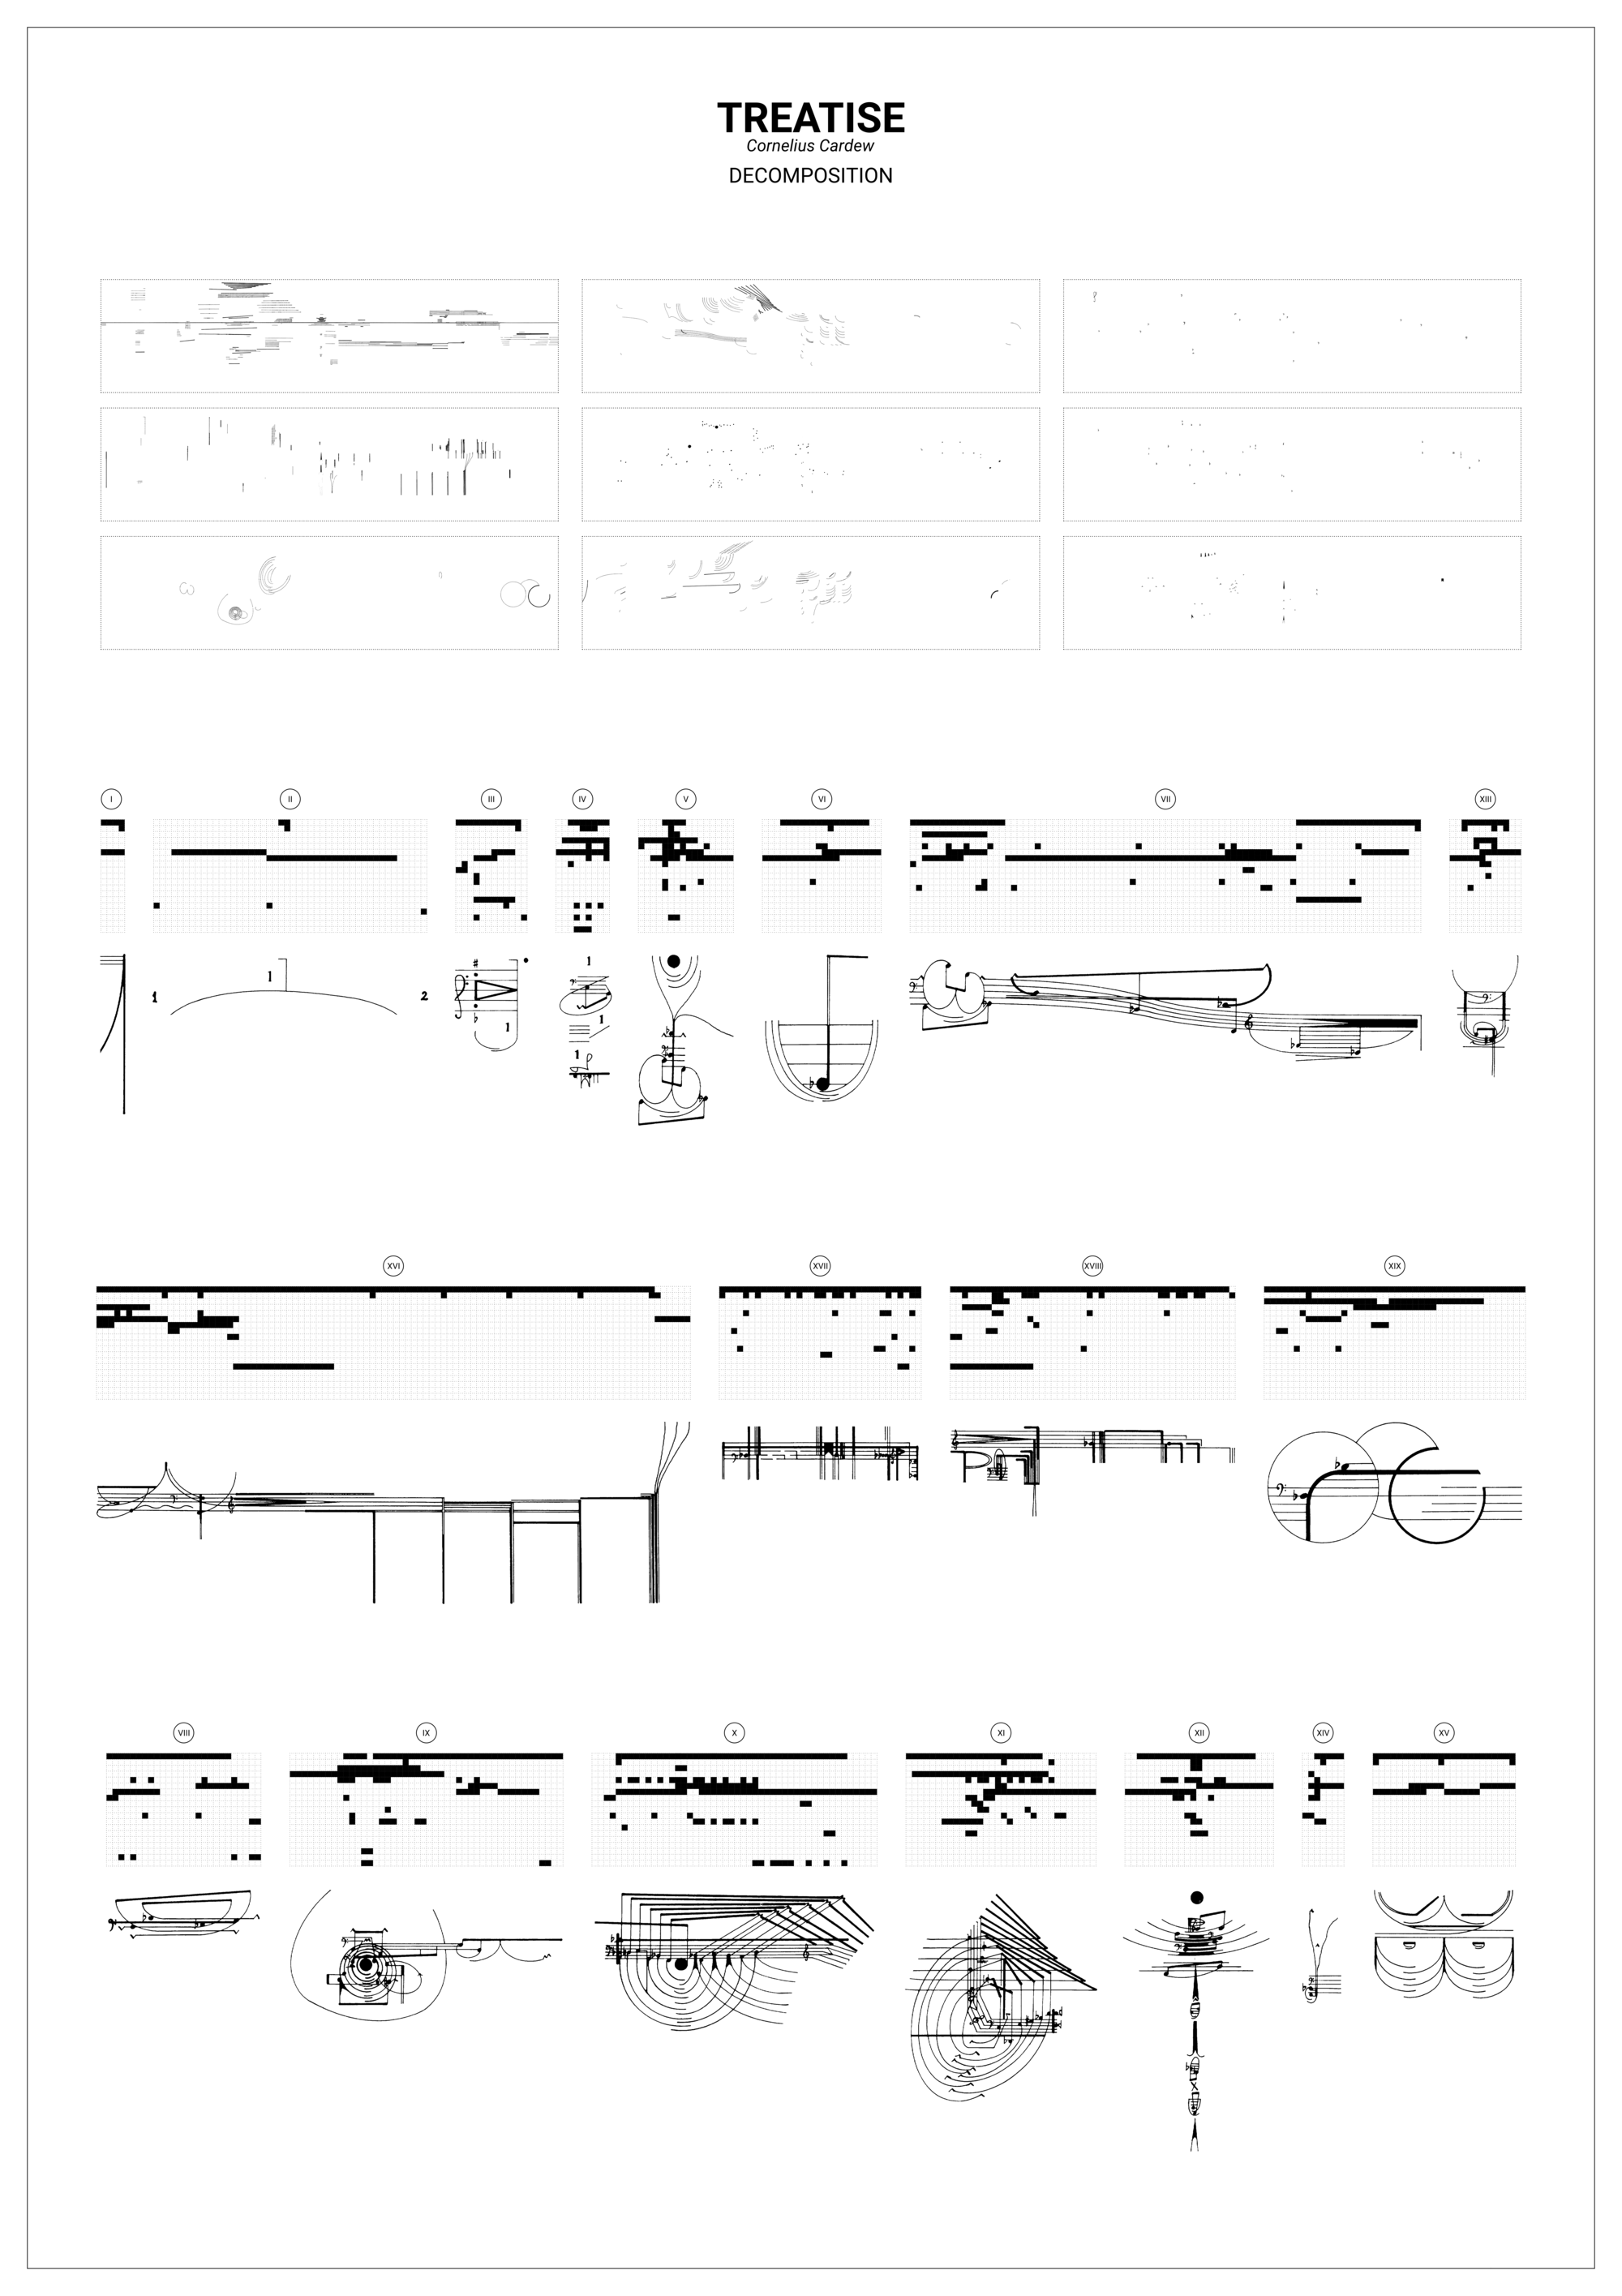 TREATISE
Cornelius Cardew
DECOMPOSITION
I II III IV V VI VII XIII
1 1 2 1 1 1 1
XVI XVII XVIII XIX
VIII IX X XI XII XIV XV